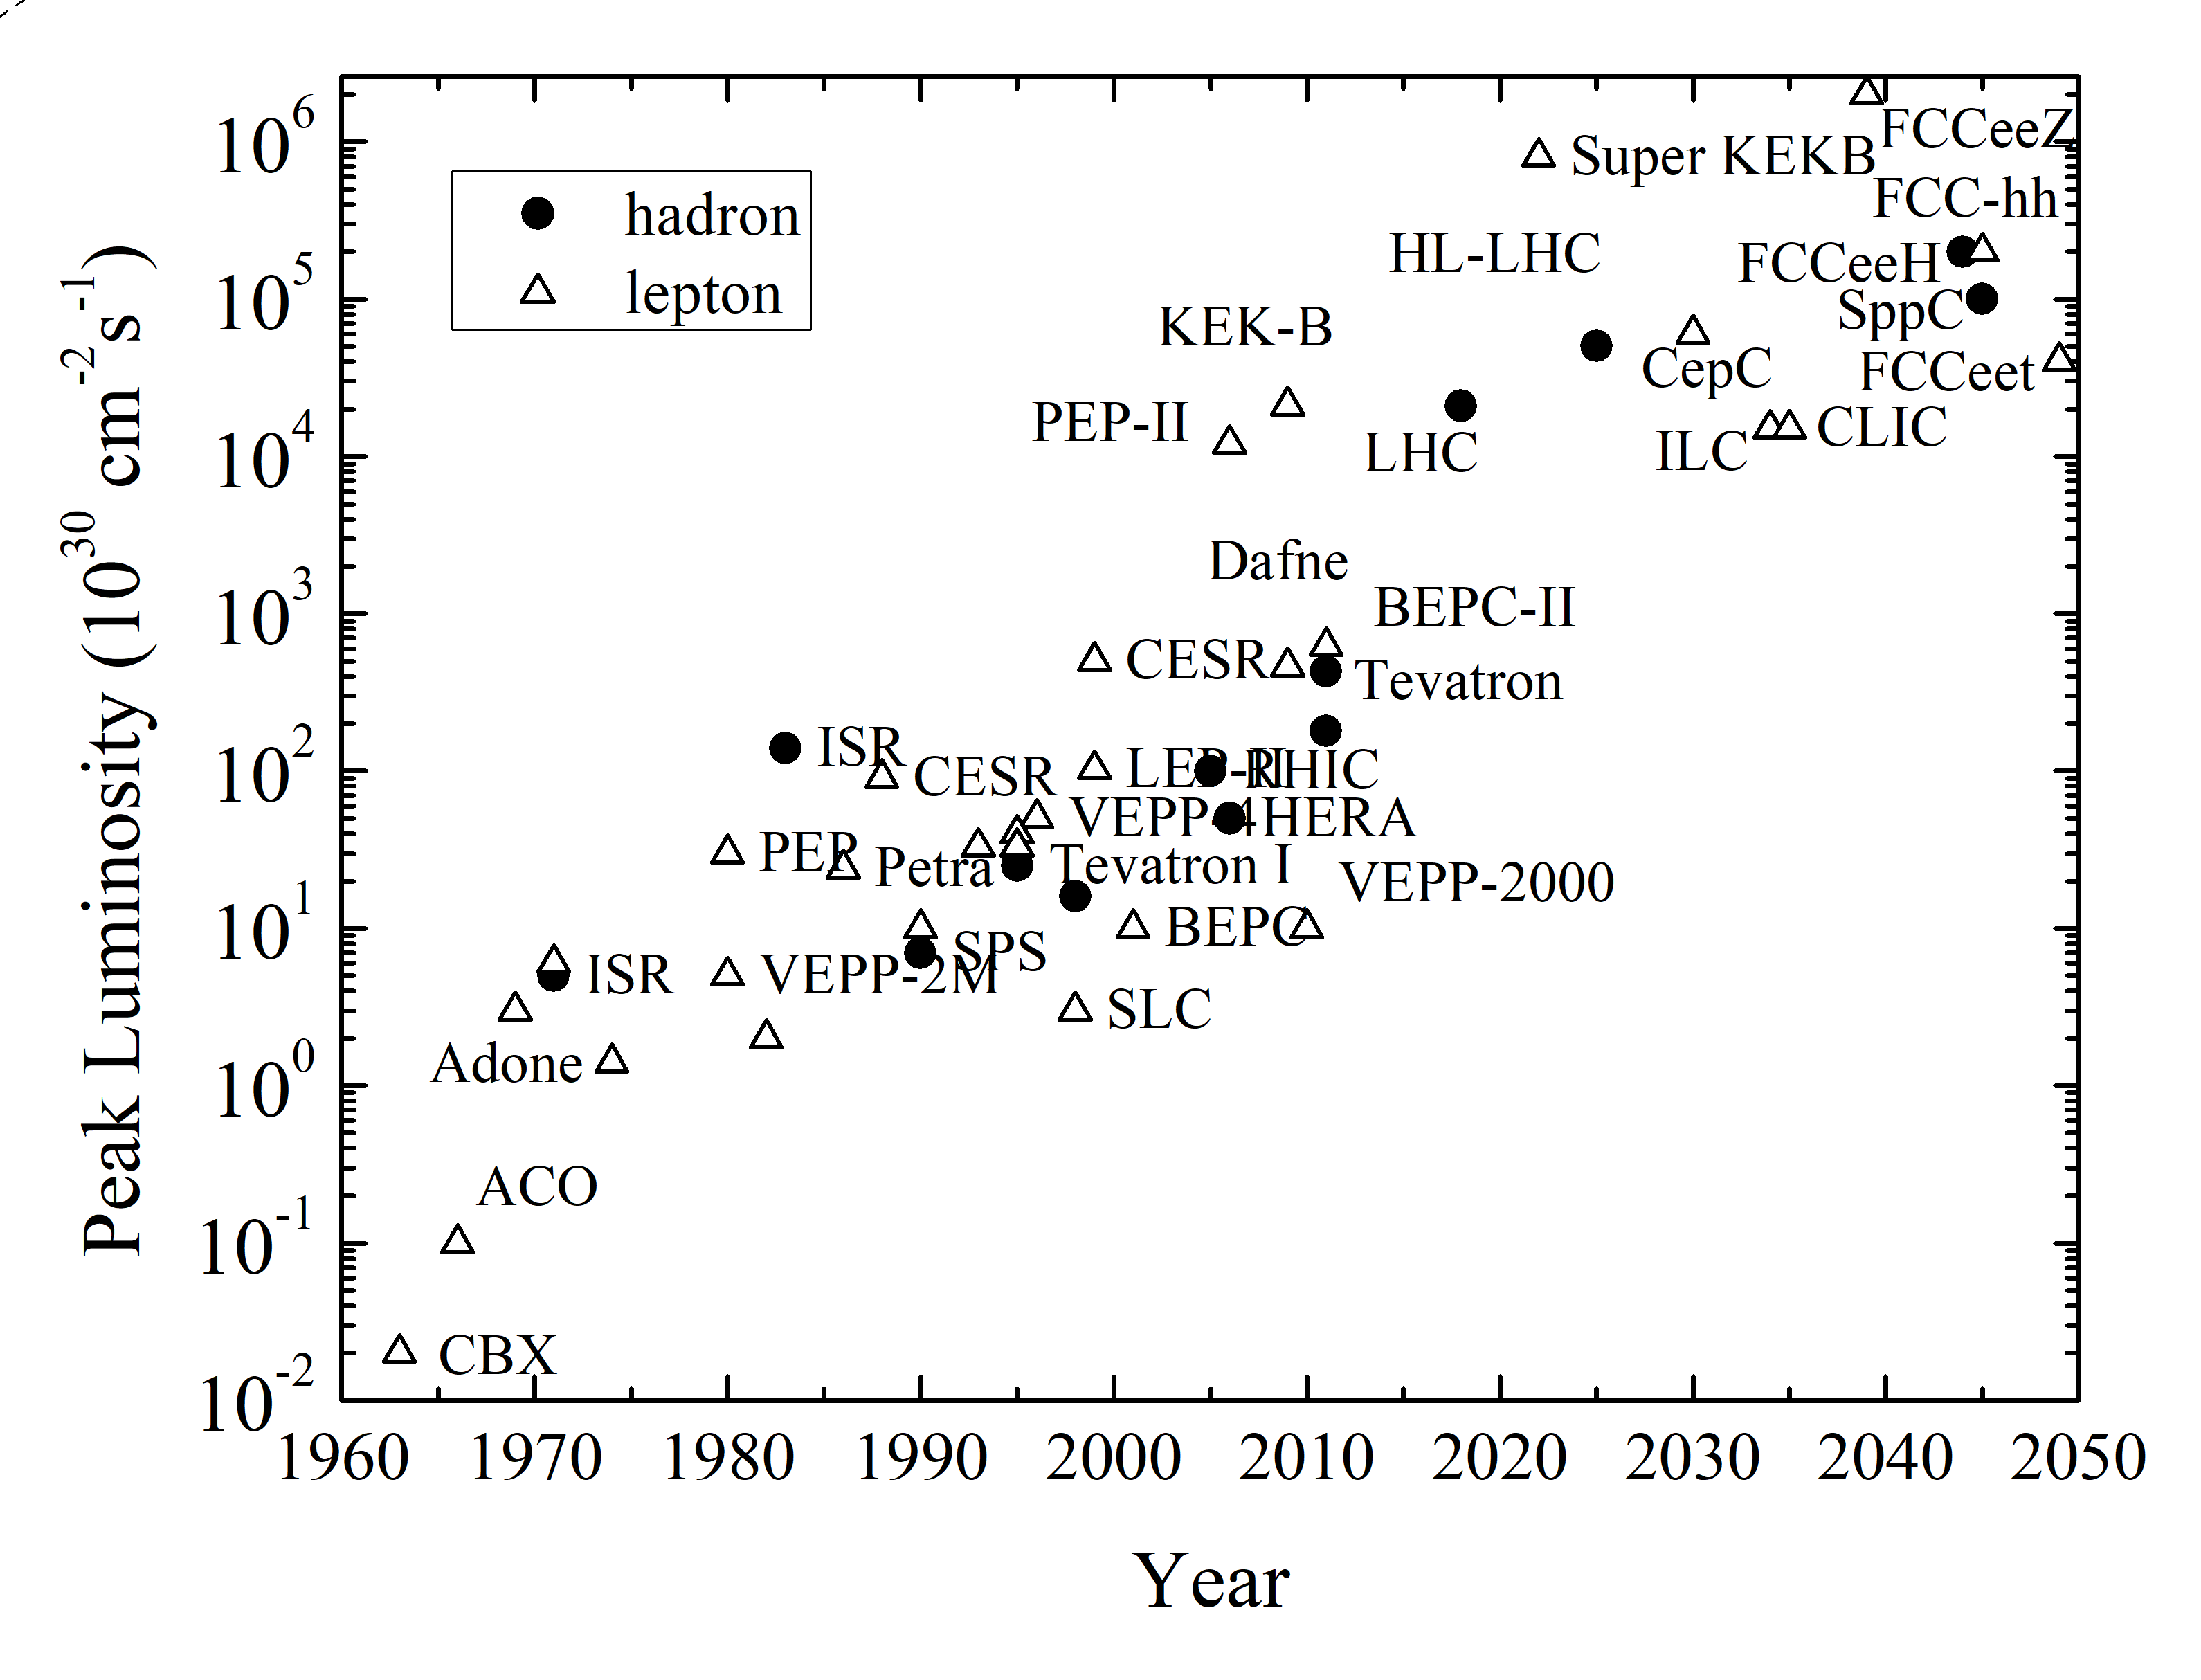 Peak Luminosity (10^30 cm^-2 s^-1)
10^6
10^5
10^4
10^3
10^2
10^1
10^0
10^-1
10^-2
hadron
lepton
FCCeeZ
Super KEKB
FCC-hh
HL-LHC
FCCeeH
SppC
KEK-B
CepC
FCCeet
PEP-II
LHC
ILC
CLIC
Dafne
BEPC-II
CESR
Tevatron
ISR
CESR
LEP-II
RHIC
VEPP-4
HERA
PEP
Petra
Tevatron I
VEPP-2000
BEPC
SPS
ISR
VEPP-2M
SLC
Adone
ACO
CBX
1960 1970 1980 1990 2000 2010 2020 2030 2040 2050
Year